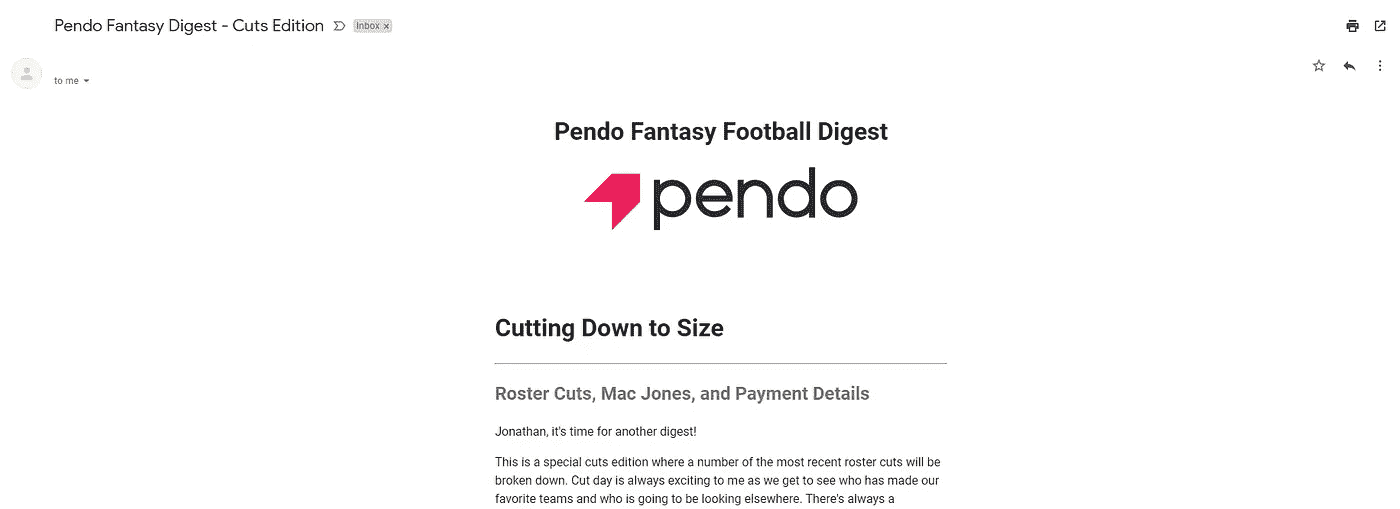 Pendo Fantasy Digest - Cuts Edition
Inbox x
to me
Pendo Fantasy Football Digest
pendo
Cutting Down to Size
Roster Cuts, Mac Jones, and Payment Details
Jonathan, it's time for another digest!
This is a special cuts edition where a number of the most recent roster cuts will be
broken down. Cut day is always exciting to me as we get to see who has made our
favorite teams and who is going to be looking elsewhere. There's always a